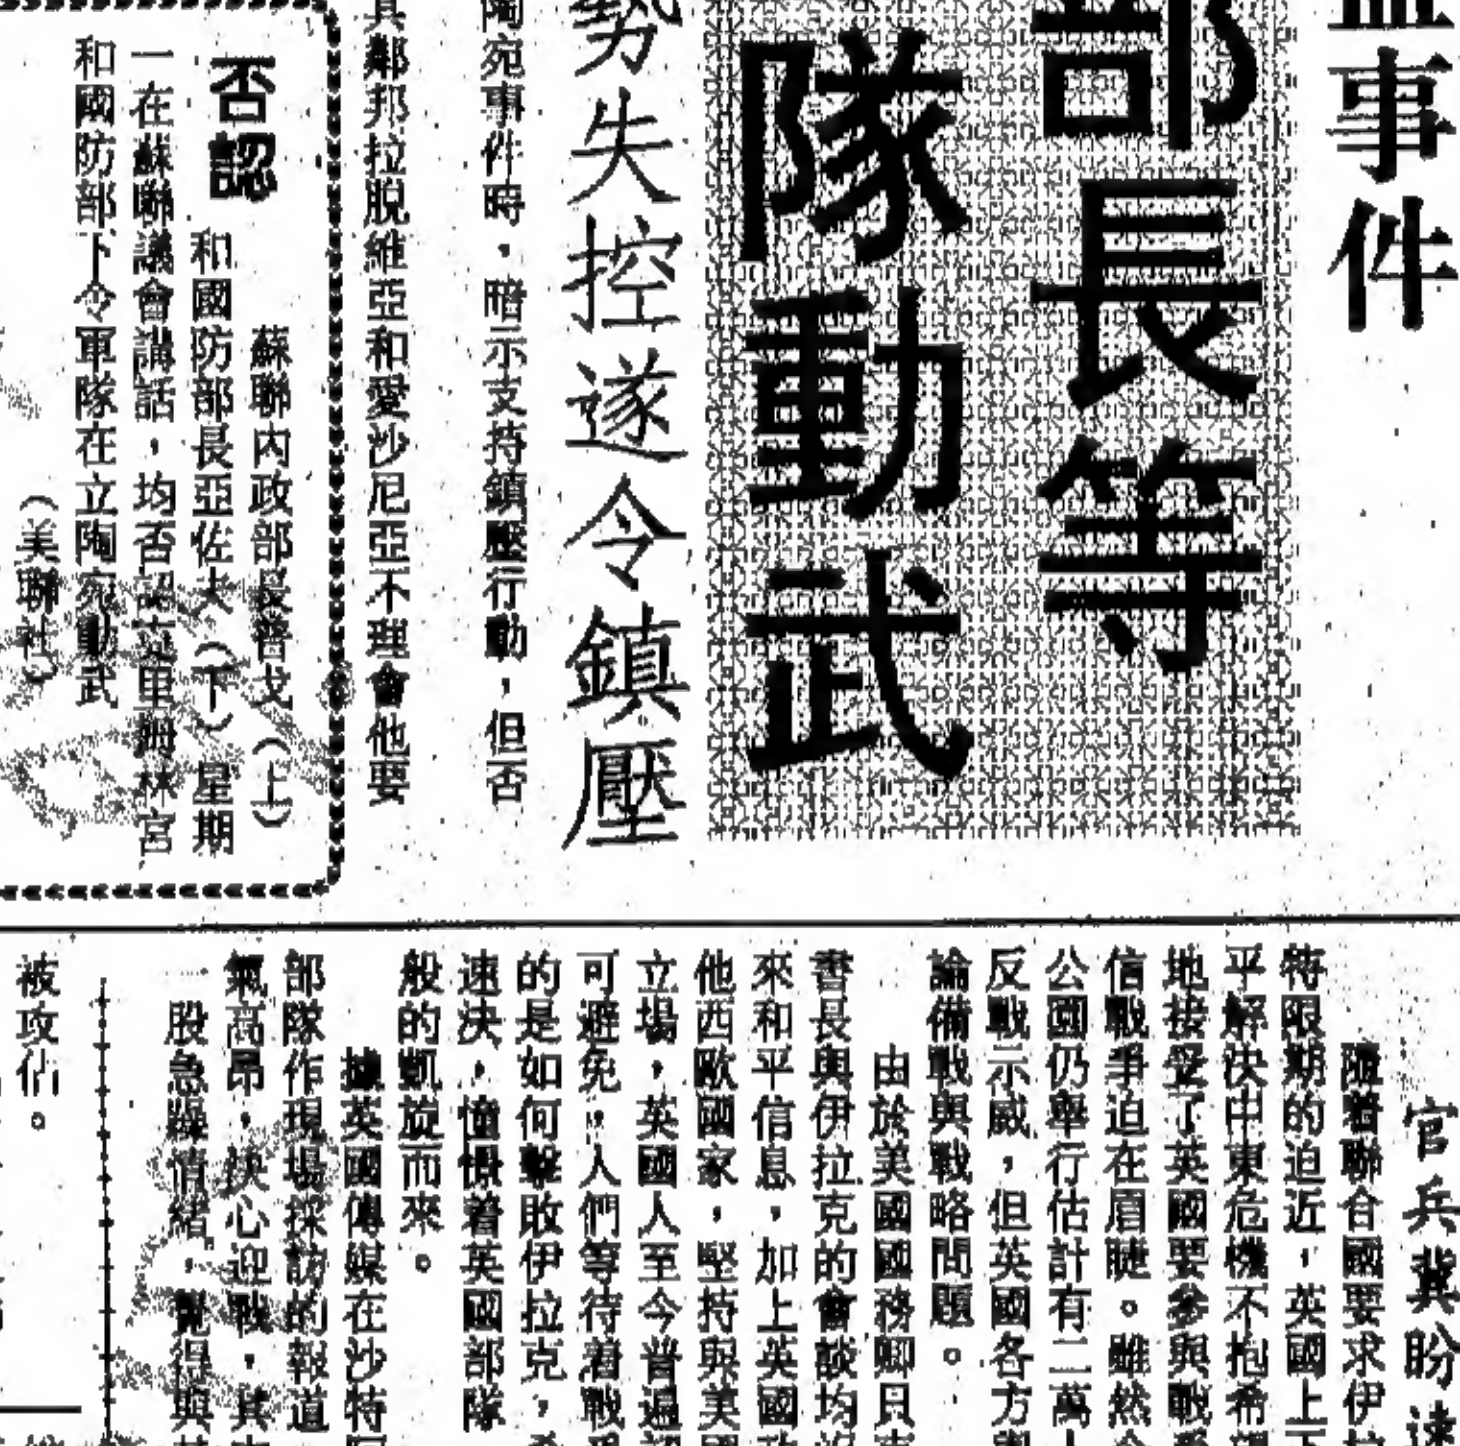 事件
部長等
隊動武
勢失控遂令鎮壓
陶宛事件時，暗示支持鎮壓行動，但否
其鄰邦拉脫維亞和愛沙尼亞不理會他要
否認
蘇聯內政部長普戈（上）
和國防部長亞佐夫（下）星期
一在蘇聯議會講話，均否認克里姆林宮
和國防部下令軍隊在立陶宛動武
（美聯社）
官兵冀盼速
隨着聯合國要求伊拉
特限期的迫近，英國上下
平解決中東危機不抱希
地接受了英國要參與戰
信戰爭迫在眉睫。雖然
公園仍舉行估計有二萬
反戰示威，但英國各方
論備戰與戰略問題。
由於美國國務卿貝
書長與伊拉克的會談均
來和平信息，加上英國
他西歐國家，堅持與美國
立場，英國人至今普遍認
可避免，人們等待着戰
的是如何擊敗伊拉克，
速決，憧憬着英國部隊
般的凱旋而來。
據英國傳媒在沙特
部隊作現場採訪的報道
氣高昂，決心迎戰，其
股急躁情緒，覺得與
被攻佔。